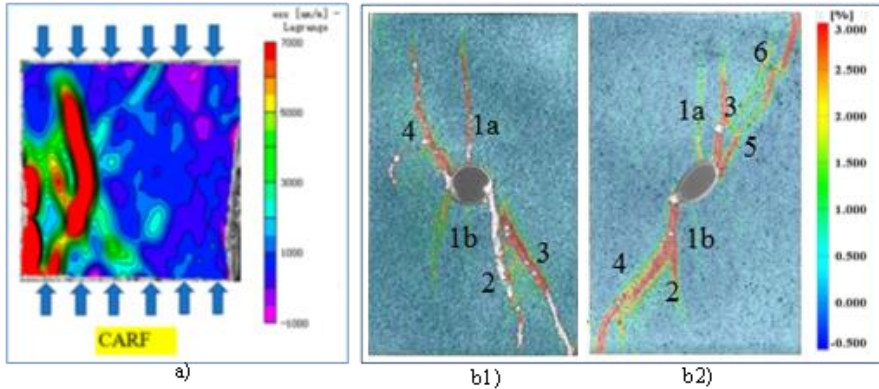 exx [um/m] -
Lagrange
7000
5000
3000
1000
-1000
CARF
a)
4
1a
1b
2
3
b1)
6
1a
3
5
1b
4
2
b2)
[%]
3.000
2.500
2.000
1.500
1.000
0.500
0.000
-0.500